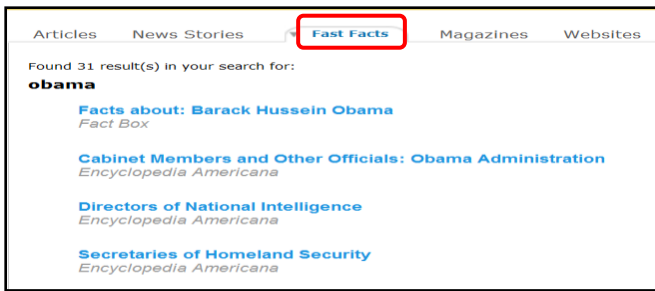 Articles News Stories Fast Facts Magazines Websites
Found 31 result(s) in your search for:
obama
Facts about: Barack Hussein Obama
Fact Box
Cabinet Members and Other Officials: Obama Administration
Encyclopedia Americana
Directors of National Intelligence
Encyclopedia Americana
Secretaries of Homeland Security
Encyclopedia Americana